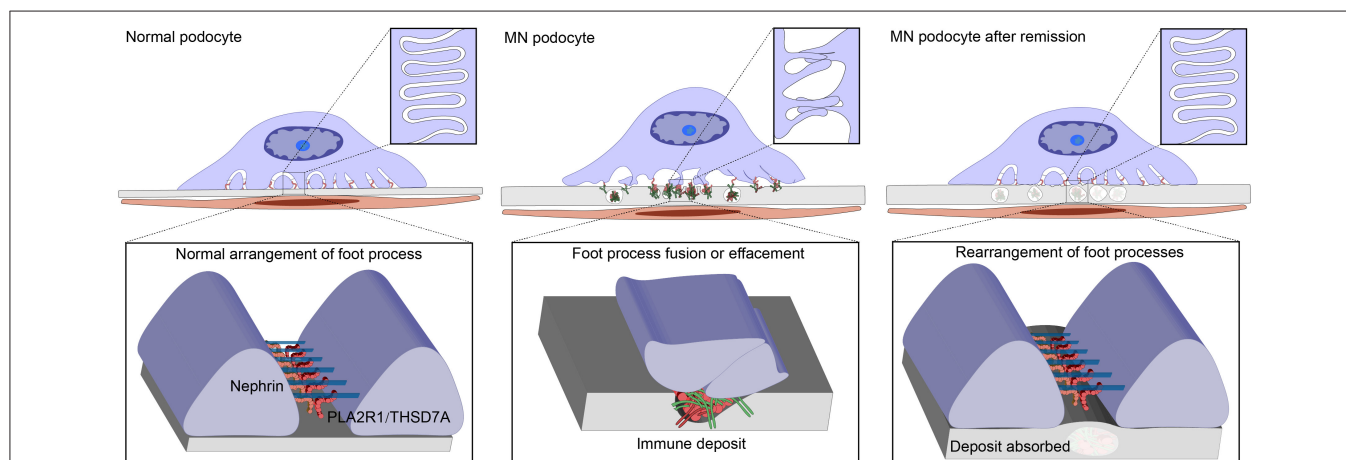 Normal podocyte
MN podocyte
MN podocyte after remission
Normal arrangement of foot process
Nephrin
PLA2R1/THSD7A
Foot process fusion or effacement
Immune deposit
Rearrangement of foot processes
Deposit absorbed